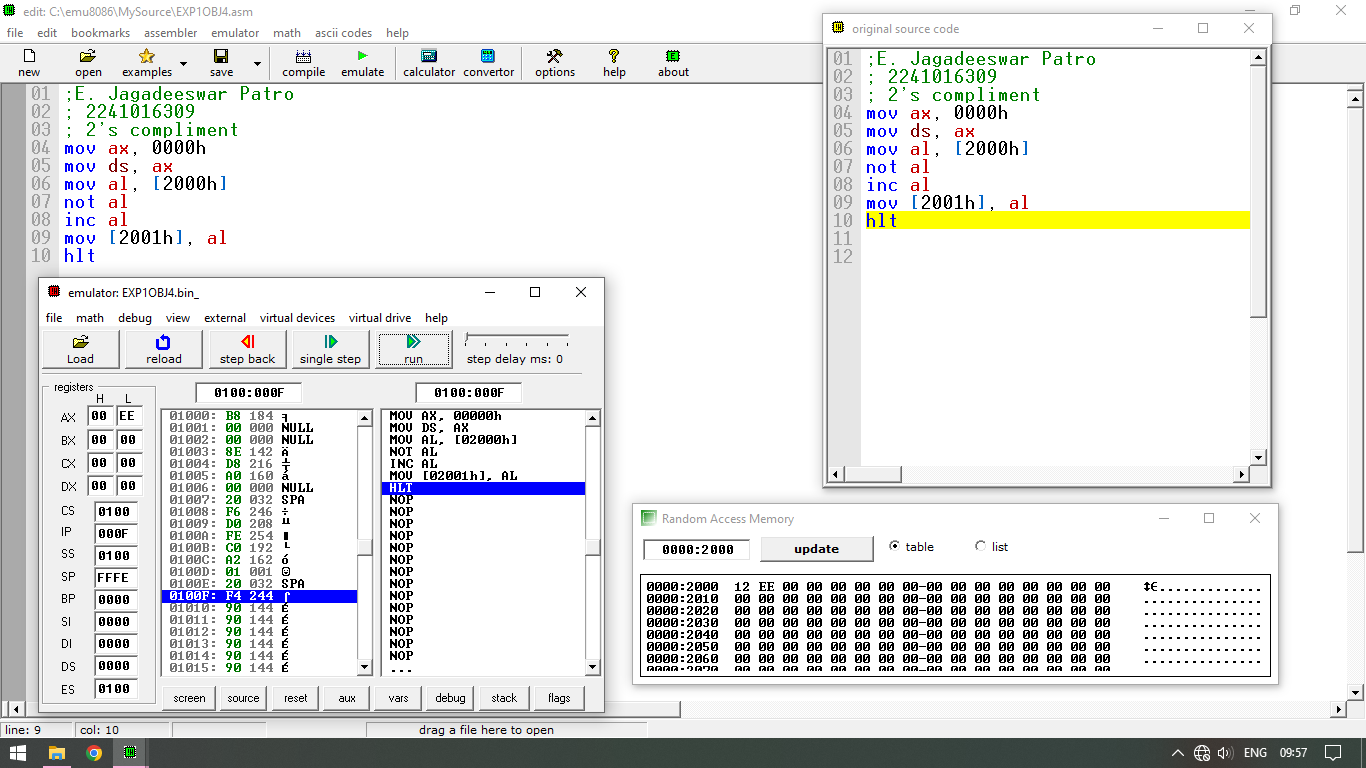 edit: C:\emu8086\MySource\EXP1OBJ4.asm
file edit bookmarks assembler emulator math ascii codes help
new open examples save compile emulate calculator convertor options help about
01 ;E. Jagadeeswar Patro
02 ; 2241016309
03 ; 2's compliment
04 mov ax, 0000h
05 mov ds, ax
06 mov al, [2000h]
07 not al
08 inc al
09 mov [2001h], al
10 hlt
original source code
01 ;E. Jagadeeswar Patro
02 ; 2241016309
03 ; 2's compliment
04 mov ax, 0000h
05 mov ds, ax
06 mov al, [2000h]
07 not al
08 inc al
09 mov [2001h], al
10 hlt
11
12
emulator: EXP1OBJ4.bin_
file math debug view external virtual devices virtual drive help
Load reload step back single step run step delay ms: 0
registers
H L
AX 00 EE
BX 00 00
CX 00 00
DX 00 00
CS 0100
IP 000F
SS 0100
SP FFFE
BP 0000
SI 0000
DI 0000
DS 0000
ES 0100
0100:000F 0100:000F
01000: B8 184 ╕
01001: 00 000 NULL
01002: 00 000 NULL
01003: 8E 142 Ä
01004: D8 216 ╪
01005: A0 160 á
01006: 00 000 NULL
01007: 20 032 SPA
01008: F6 246 ÷
01009: D0 208 ╨
0100A: FE 254 ■
0100B: C0 192 └
0100C: A2 162 ó
0100D: 01 001 ☺
0100E: 20 032 SPA
0100F: F4 244 ⌠
01010: 90 144 É
01011: 90 144 É
01012: 90 144 É
01013: 90 144 É
01014: 90 144 É
01015: 90 144 É
MOV AX, 00000h
MOV DS, AX
MOV AL, [02000h]
NOT AL
INC AL
MOV [02001h], AL
HLT
NOP
NOP
NOP
NOP
NOP
NOP
NOP
NOP
NOP
NOP
NOP
NOP
NOP
NOP
...
screen source reset aux vars debug stack flags
Random Access Memory
0000:2000 update table list
0000:2000 12 EE 00 00 00 00 00 00-00 00 00 00 00 00 00 00 ↕Є..............
0000:2010 00 00 00 00 00 00 00 00-00 00 00 00 00 00 00 00 ................
0000:2020 00 00 00 00 00 00 00 00-00 00 00 00 00 00 00 00 ................
0000:2030 00 00 00 00 00 00 00 00-00 00 00 00 00 00 00 00 ................
0000:2040 00 00 00 00 00 00 00 00-00 00 00 00 00 00 00 00 ................
0000:2050 00 00 00 00 00 00 00 00-00 00 00 00 00 00 00 00 ................
0000:2060 00 00 00 00 00 00 00 00-00 00 00 00 00 00 00 00 ................
0000:2070 00 00 00 00 00 00 00 00-00 00 00 00 00 00 00 00
line: 9 col: 10 drag a file here to open
ENG 09:57